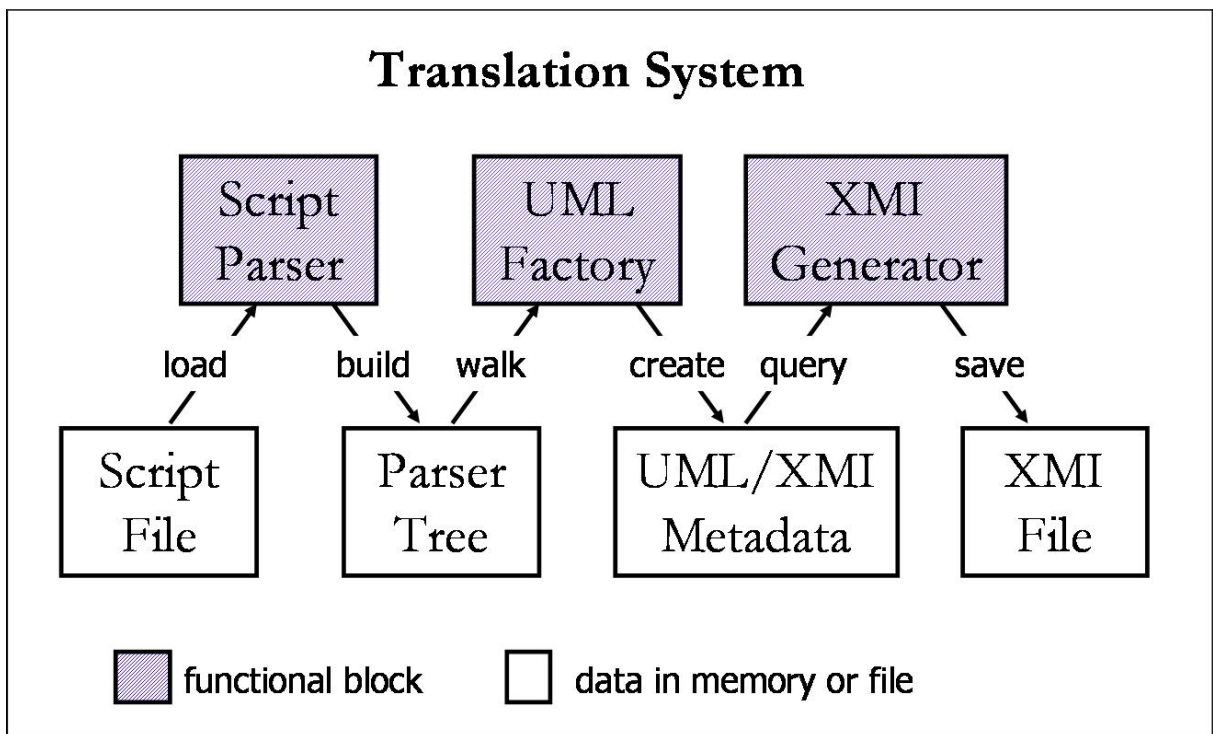 Translation System
Script
Parser
UML
Factory
XMI
Generator
load
build
walk
create
query
save
Script
File
Parser
Tree
UML/XMI
Metadata
XMI
File
functional block
data in memory or file